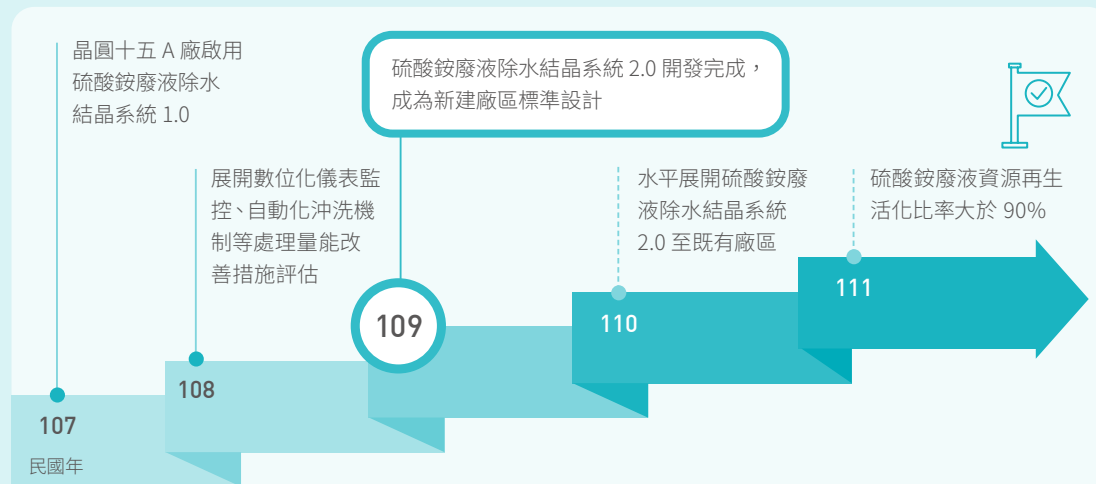 晶圓十五 A 廠啟用
硫酸銨廢液除水
結晶系統 1.0
硫酸銨廢液除水結晶系統 2.0 開發完成，
成為新建廠區標準設計
展開數位化儀表監
控、自動化沖洗機
制等處理量能改
善措施評估
水平展開硫酸銨廢
液除水結晶系統
2.0 至既有廠區
硫酸銨廢液資源再生
活化比率大於 90%
107
民國年
108
109
110
111